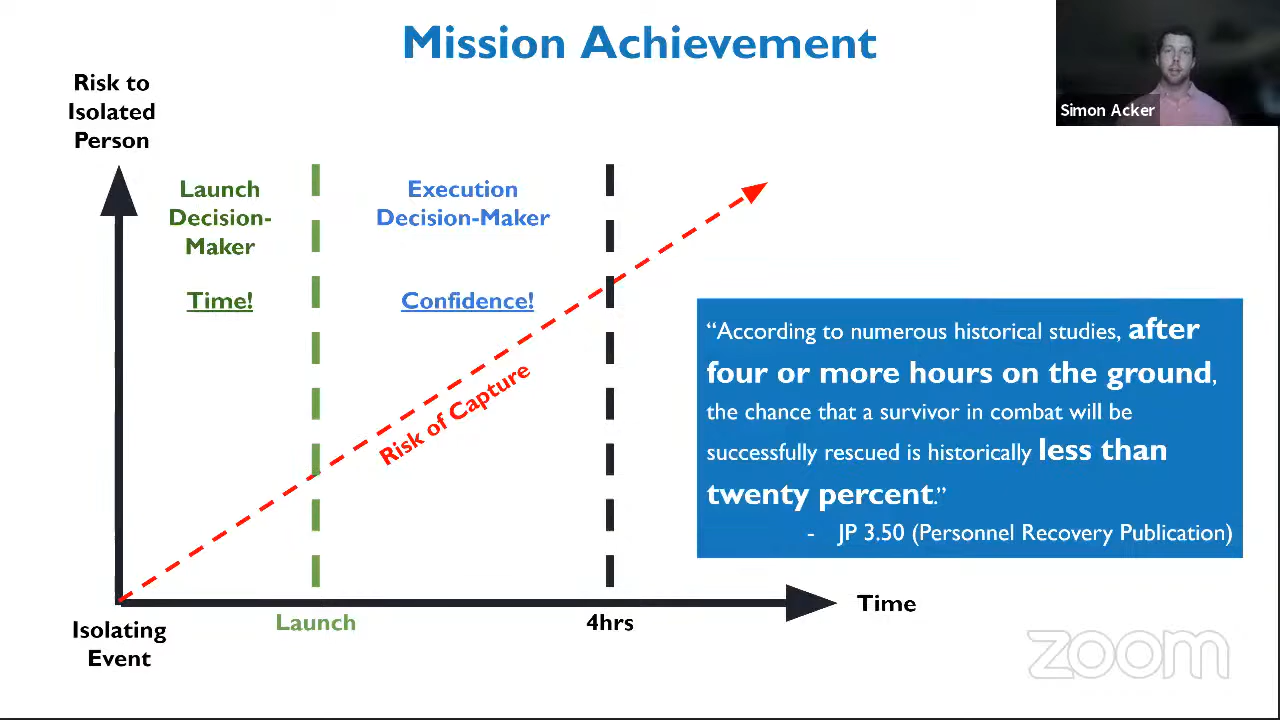 Mission Achievement
Simon Acker
Risk to
Isolated
Person
Launch
Decision-
Maker
Time!
Execution
Decision-Maker
Confidence!
Risk of Capture
“According to numerous historical studies, after
four or more hours on the ground,
the chance that a survivor in combat will be
successfully rescued is historically less than
twenty percent.”
- JP 3.50 (Personnel Recovery Publication)
Isolating
Event
Launch
4hrs
Time
zoom